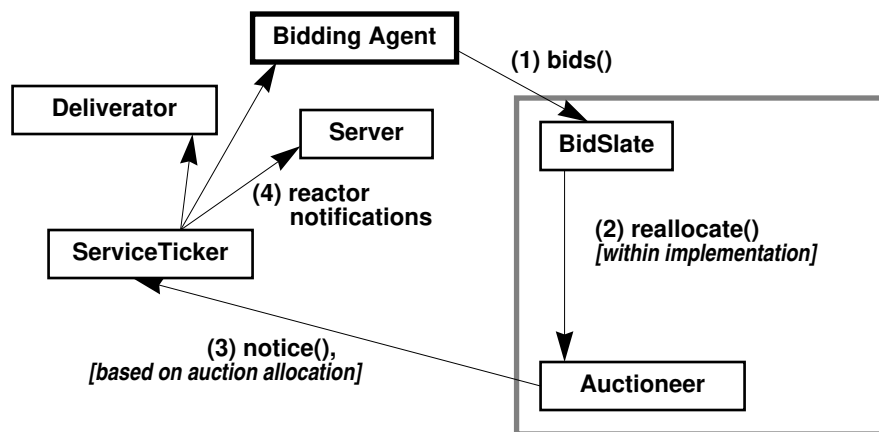 Bidding Agent
(1) bids()
Deliverator
Server
BidSlate
(4) reactor
notifications
(2) reallocate()
[within implementation]
ServiceTicker
(3) notice(),
[based on auction allocation]
Auctioneer